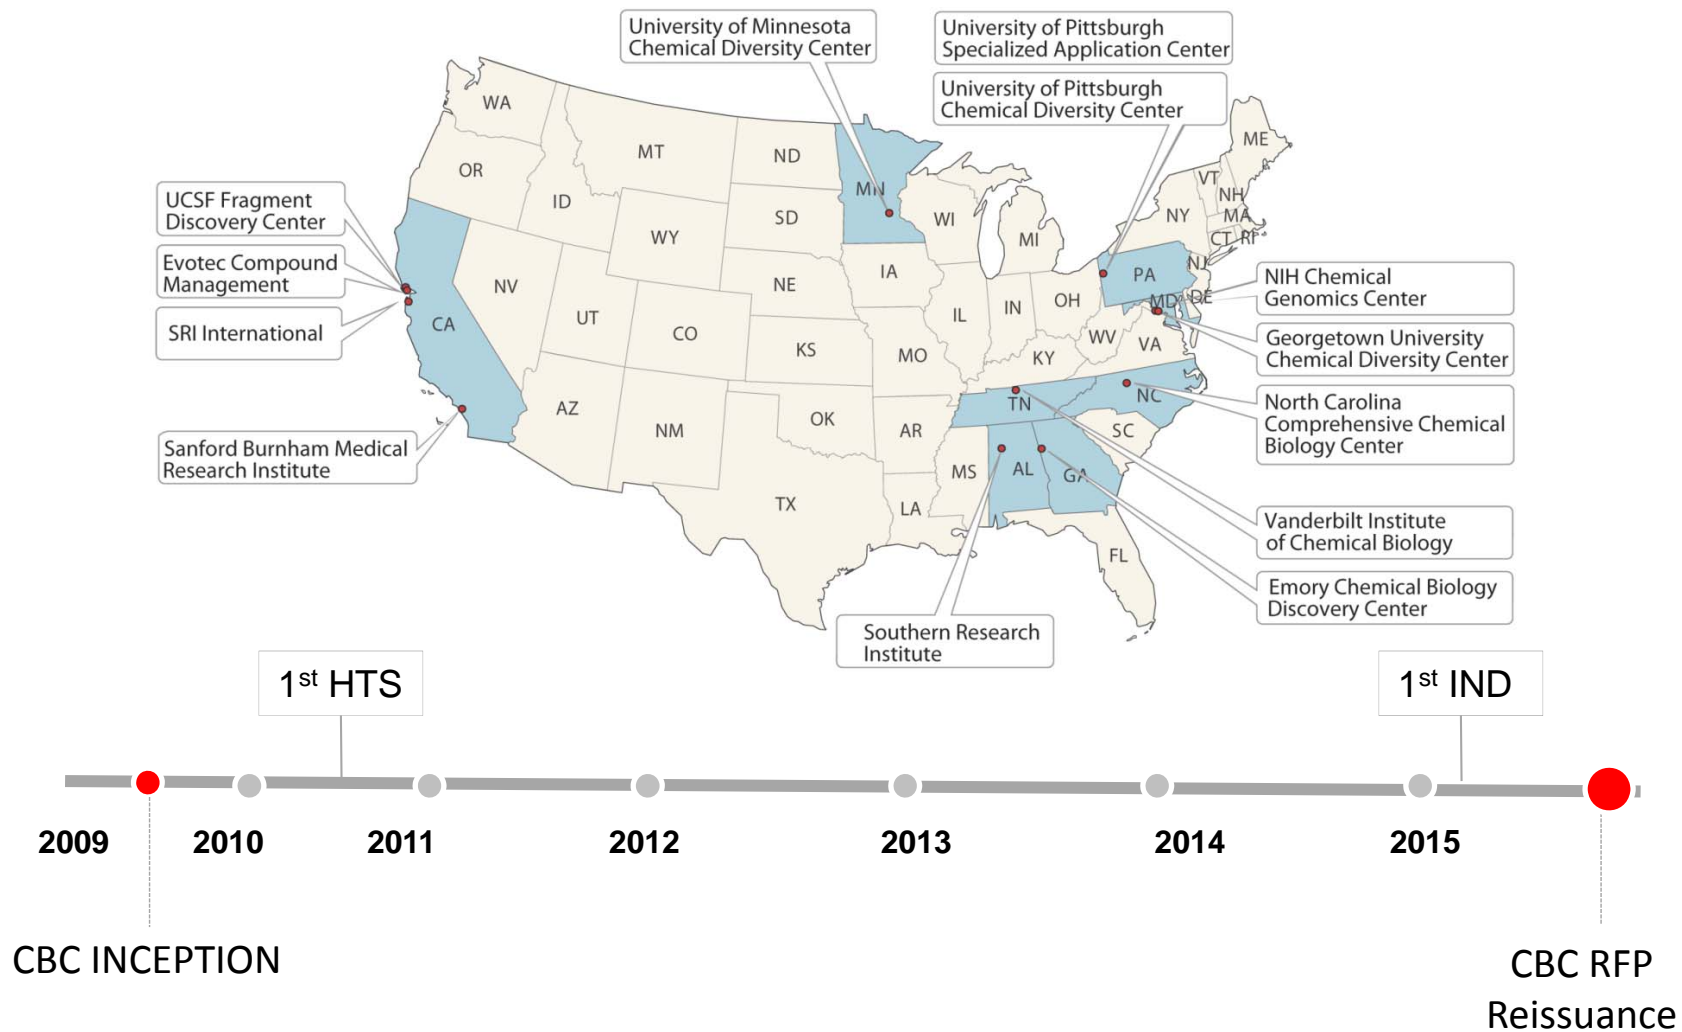 University of Minnesota
Chemical Diversity Center
University of Pittsburgh
Specialized Application Center
University of Pittsburgh
Chemical Diversity Center
UCSF Fragment
Discovery Center
Evotec Compound
Management
SRI International
Sanford Burnham Medical
Research Institute
NIH Chemical
Genomics Center
Georgetown University
Chemical Diversity Center
North Carolina
Comprehensive Chemical
Biology Center
Vanderbilt Institute
of Chemical Biology
Emory Chemical Biology
Discovery Center
Southern Research
Institute
WA
OR
ID
MT
ND
MN
SD
WY
WI
MI
NY
VT
NH
ME
MA
CT
RI
NJ
PA
MD
DE
NV
UT
CO
NE
IA
IL
IN
OH
WV
VA
KY
KS
MO
CA
AZ
NM
OK
AR
TN
NC
SC
MS
AL
GA
TX
LA
FL
1st HTS
1st IND
2009
2010
2011
2012
2013
2014
2015
CBC INCEPTION
CBC RFP
Reissuance